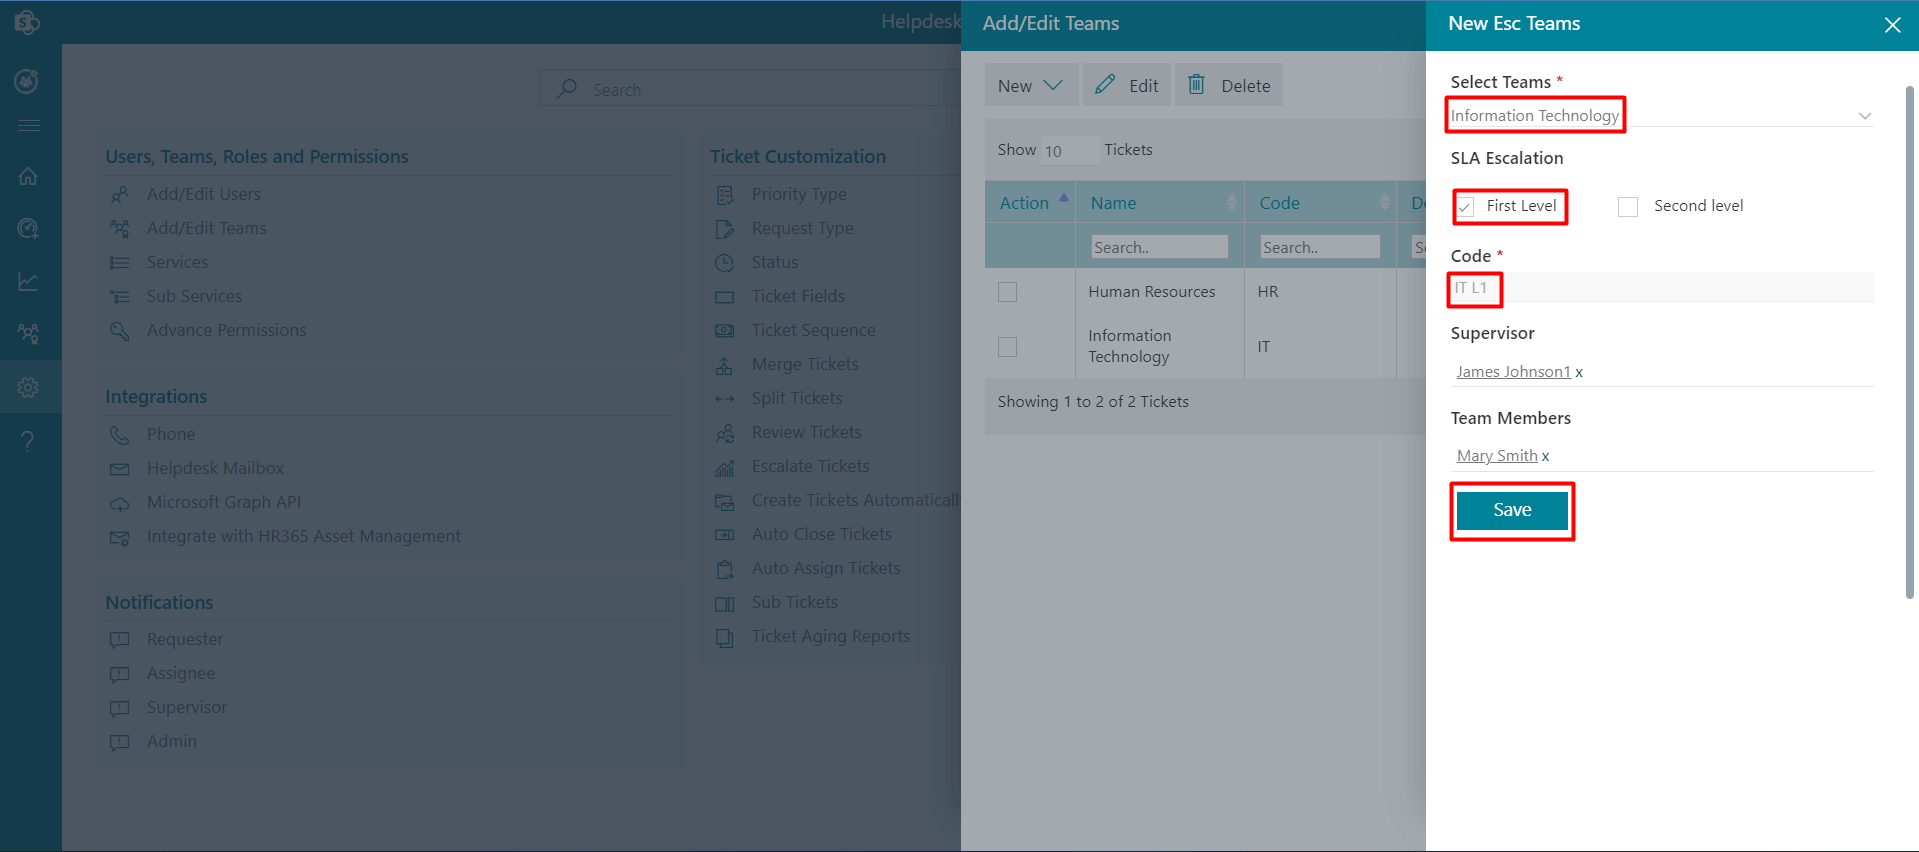 Helpdesk
Search
Users, Teams, Roles and Permissions
Add/Edit Users
Add/Edit Teams
Services
Sub Services
Advance Permissions
Integrations
Phone
Helpdesk Mailbox
Microsoft Graph API
Integrate with HR365 Asset Management
Notifications
Requester
Assignee
Supervisor
Admin
Ticket Customization
Priority Type
Request Type
Status
Ticket Fields
Ticket Sequence
Merge Tickets
Split Tickets
Review Tickets
Escalate Tickets
Create Tickets Automatically
Auto Close Tickets
Auto Assign Tickets
Sub Tickets
Ticket Aging Reports
Add/Edit Teams
New Edit Delete
Show 10 Tickets
Action Name Code
Search.. Search..
Human Resources HR
Information
Technology IT
Showing 1 to 2 of 2 Tickets
New Esc Teams
Select Teams *
Information Technology
SLA Escalation
First Level Second level
Code *
IT L1
Supervisor
James Johnson1 x
Team Members
Mary Smith x
Save